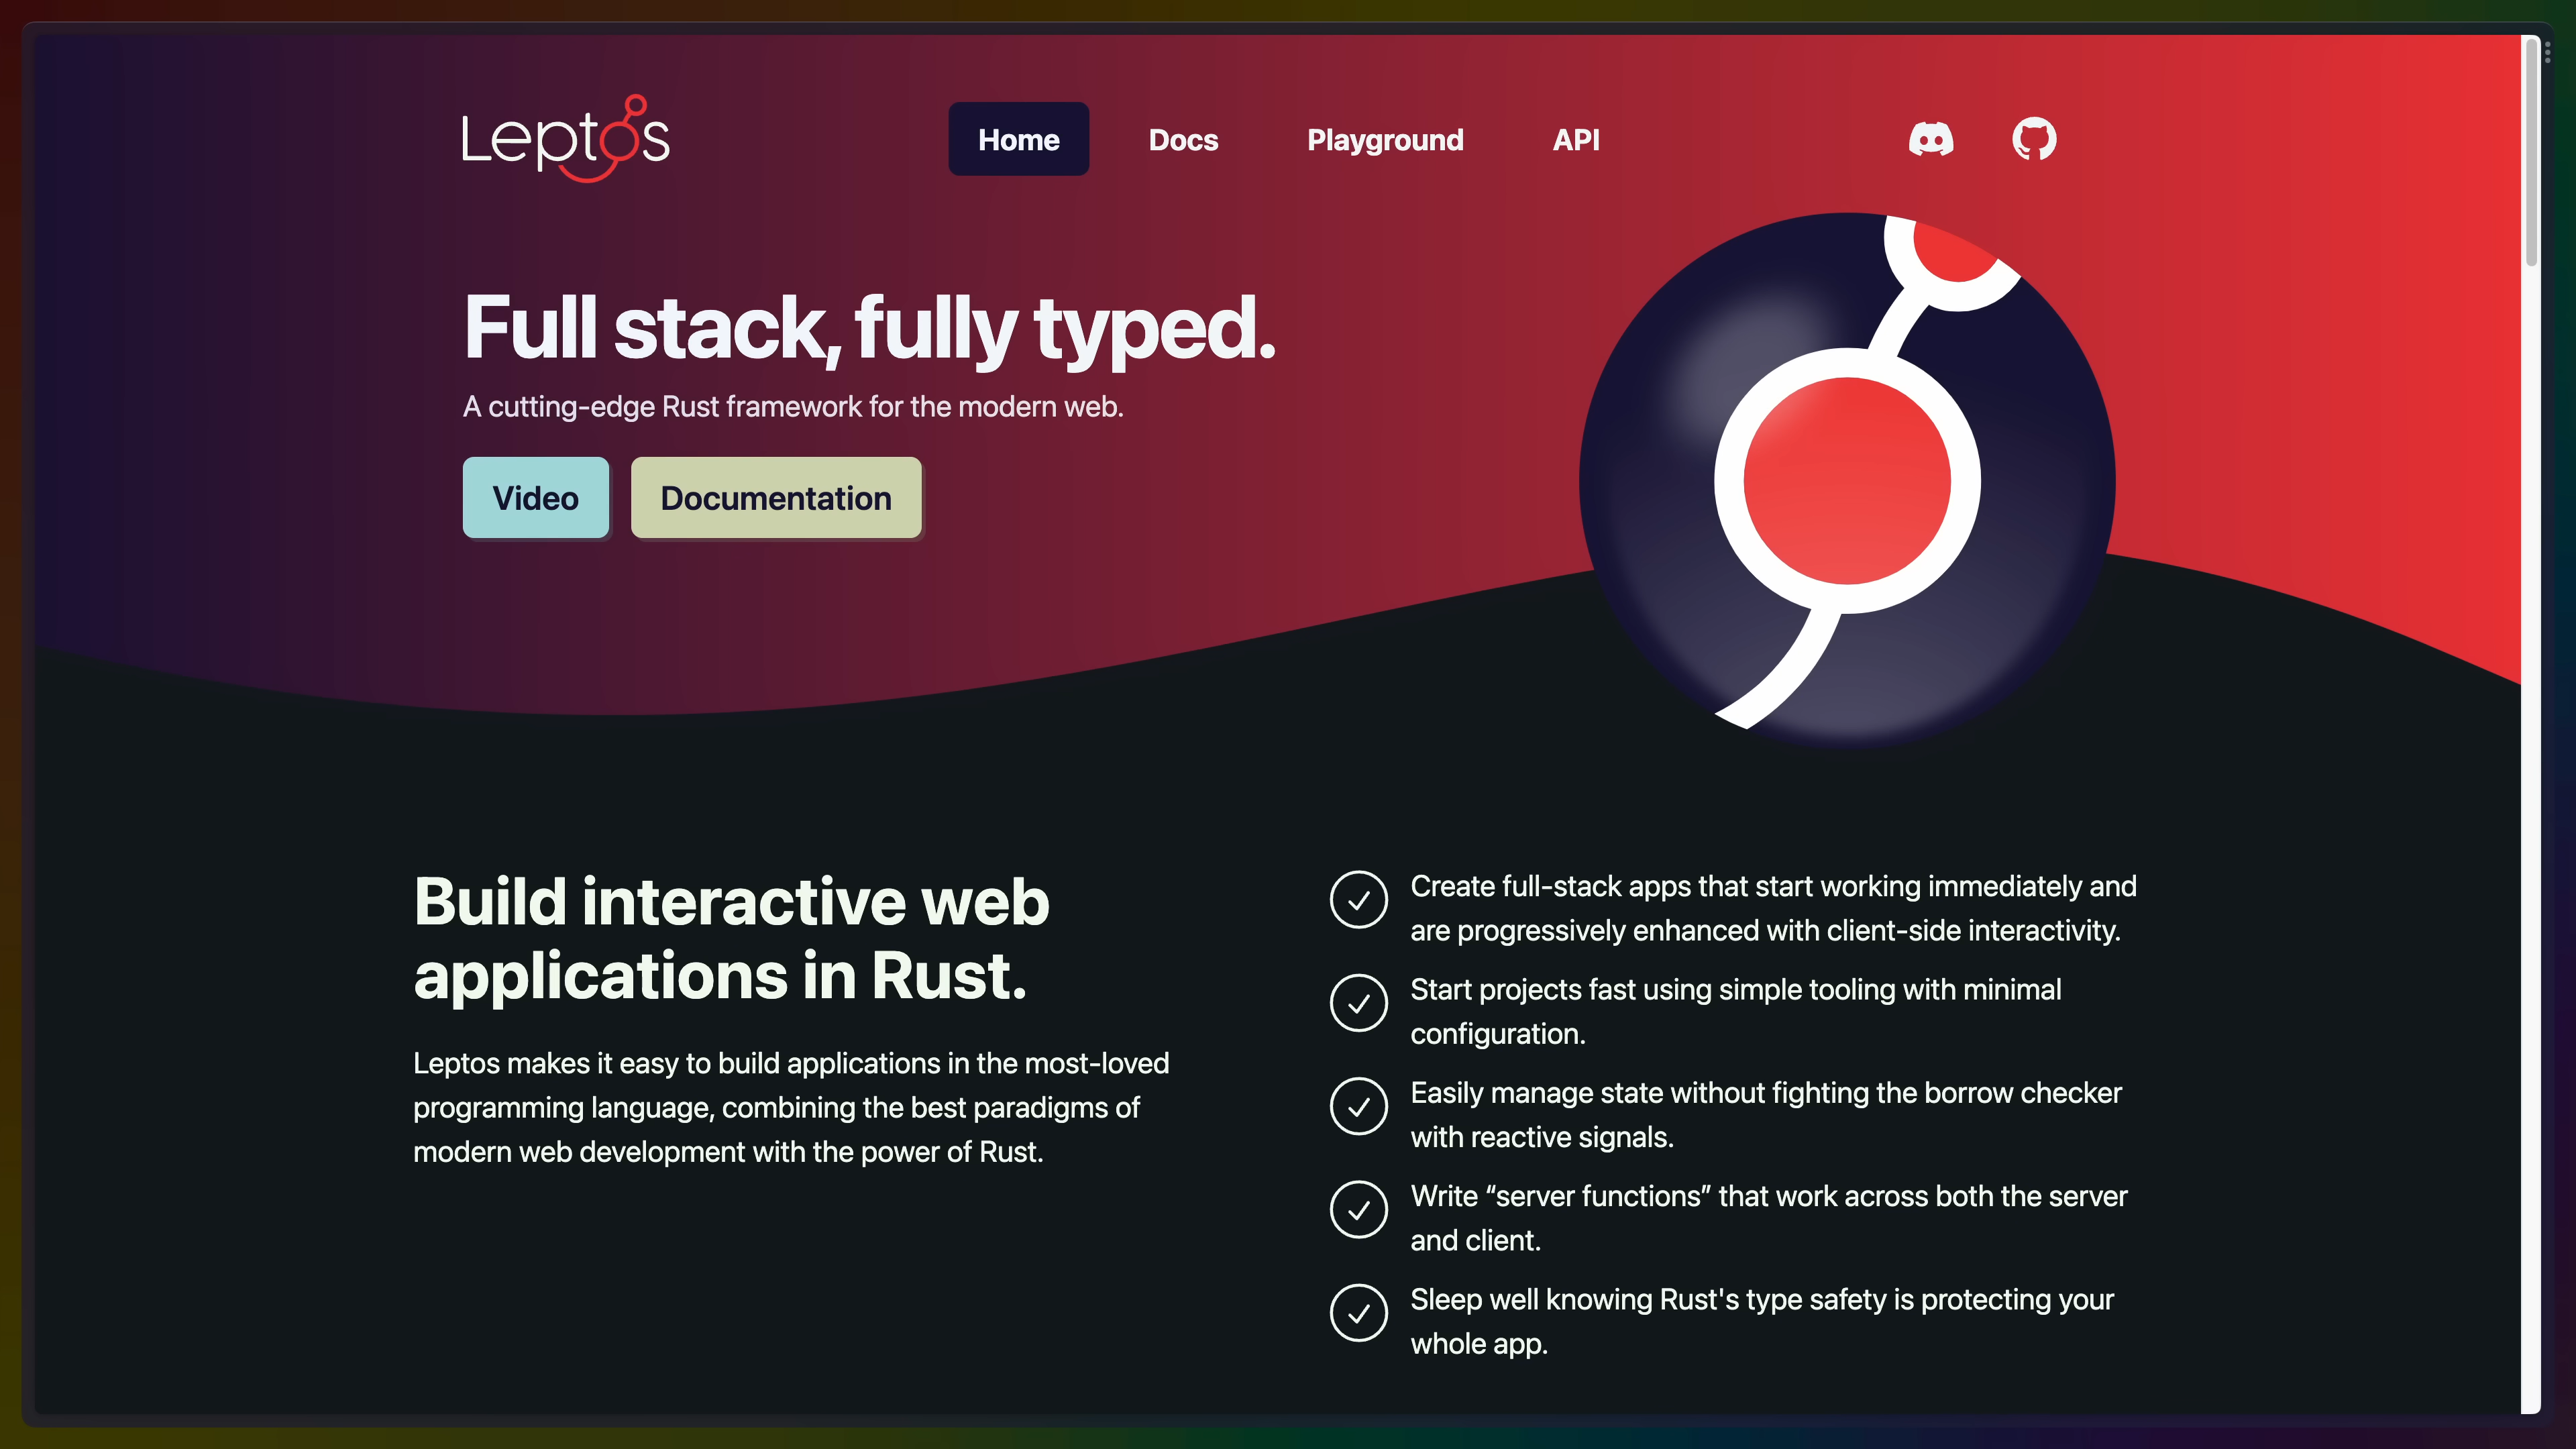 Leptos
Home
Docs
Playground
API
Full stack, fully typed.
A cutting-edge Rust framework for the modern web.
Video
Documentation
Build interactive web
applications in Rust.
Leptos makes it easy to build applications in the most-loved
programming language, combining the best paradigms of
modern web development with the power of Rust.
Create full-stack apps that start working immediately and
are progressively enhanced with client-side interactivity.
Start projects fast using simple tooling with minimal
configuration.
Easily manage state without fighting the borrow checker
with reactive signals.
Write “server functions” that work across both the server
and client.
Sleep well knowing Rust's type safety is protecting your
whole app.